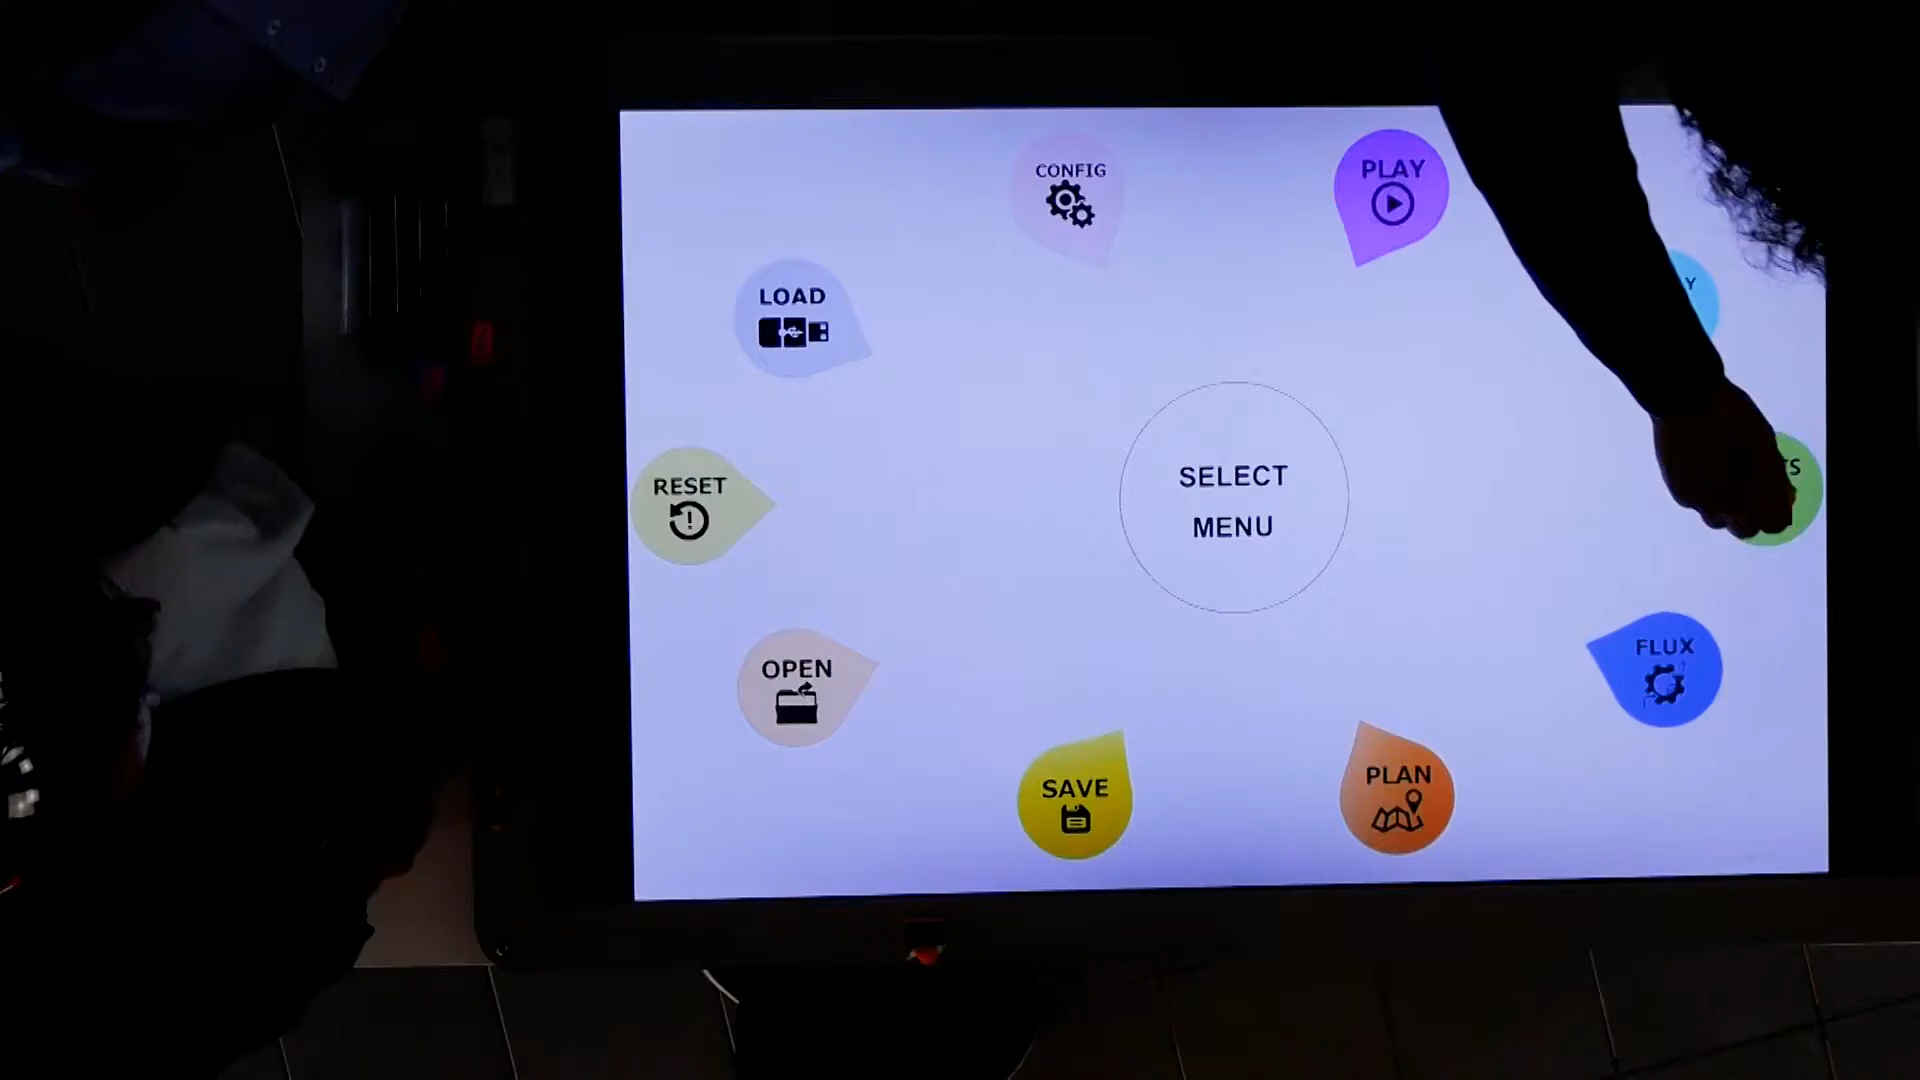 CONFIG
PLAY
LOAD
SELECT
MENU
RESET
OPEN
FLUX
SAVE
PLAN